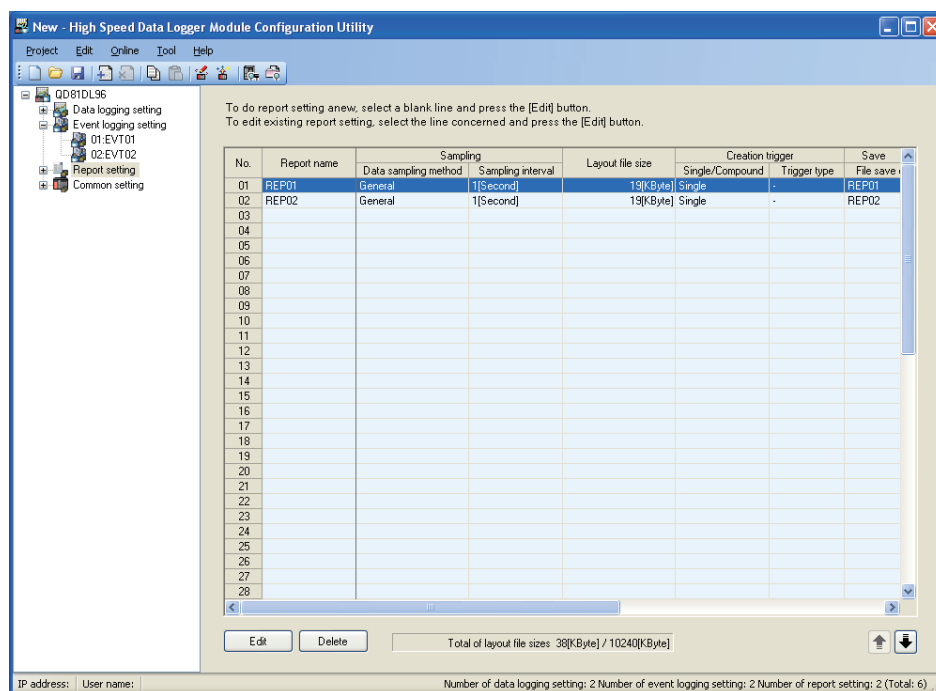 New - High Speed Data Logger Module Configuration Utility
Project Edit Online Tool Help
QD81DL96
Data logging setting
Event logging setting
01:EVT01
02:EVT02
Report setting
Common setting
To do report setting anew, select a blank line and press the [Edit] button.
To edit existing report setting, select the line concerned and press the [Edit] button.
No. Report name Sampling Layout file size Creation trigger Save
Data sampling method Sampling interval Single/Compound Trigger type File save
01 REP01 General 1[Second] 19[KByte] Single - REP01
02 REP02 General 1[Second] 19[KByte] Single - REP02
03
04
05
06
07
08
09
10
11
12
13
14
15
16
17
18
19
20
21
22
23
24
25
26
27
28
Edit Delete Total of layout file sizes 38[KByte] / 10240[KByte]
IP address: User name: Number of data logging setting: 2 Number of event logging setting: 2 Number of report setting: 2 (Total: 6)